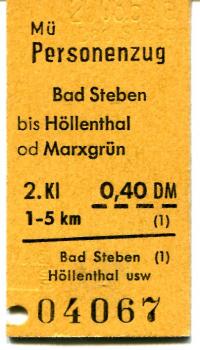 Mü
Personenzug
Bad Steben
bis Höllenthal
od Marxgrün
2. Kl 0,40 DM
1-5 km (1)
Bad Steben (1)
Höllenthal usw
04067